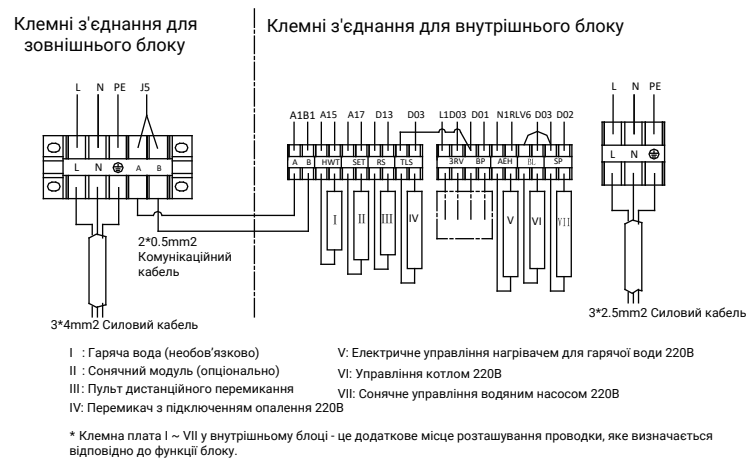 Клемні з'єднання для
зовнішнього блоку
Клемні з'єднання для внутрішнього блоку
L N PE J5
L N A B
A1B1 A15 A17 D13 D03 L1D03 D01 N1RLV6 D03 D02
A B HWT SET RS TLS 3RV BP AEH BL SP
L N PE
L N
I II III IV V VI VII
2*0.5mm2
Комунікаційний
кабель
3*4mm2 Силовий кабель
3*2.5mm2 Силовий кабель
I : Гаряча вода (необов’язково)
II : Сонячний модуль (опціонально)
III: Пульт дистанційного перемикання
IV: Перемикач з підключенням опалення 220В
V: Електричне управління нагрівачем для гарячої води 220В
VI: Управління котлом 220В
VII: Сонячне управління водяним насосом 220В
* Клемна плата I ~ VII у внутрішньому блоці - це додаткове місце розташування проводки, яке визначається
відповідно до функції блоку.